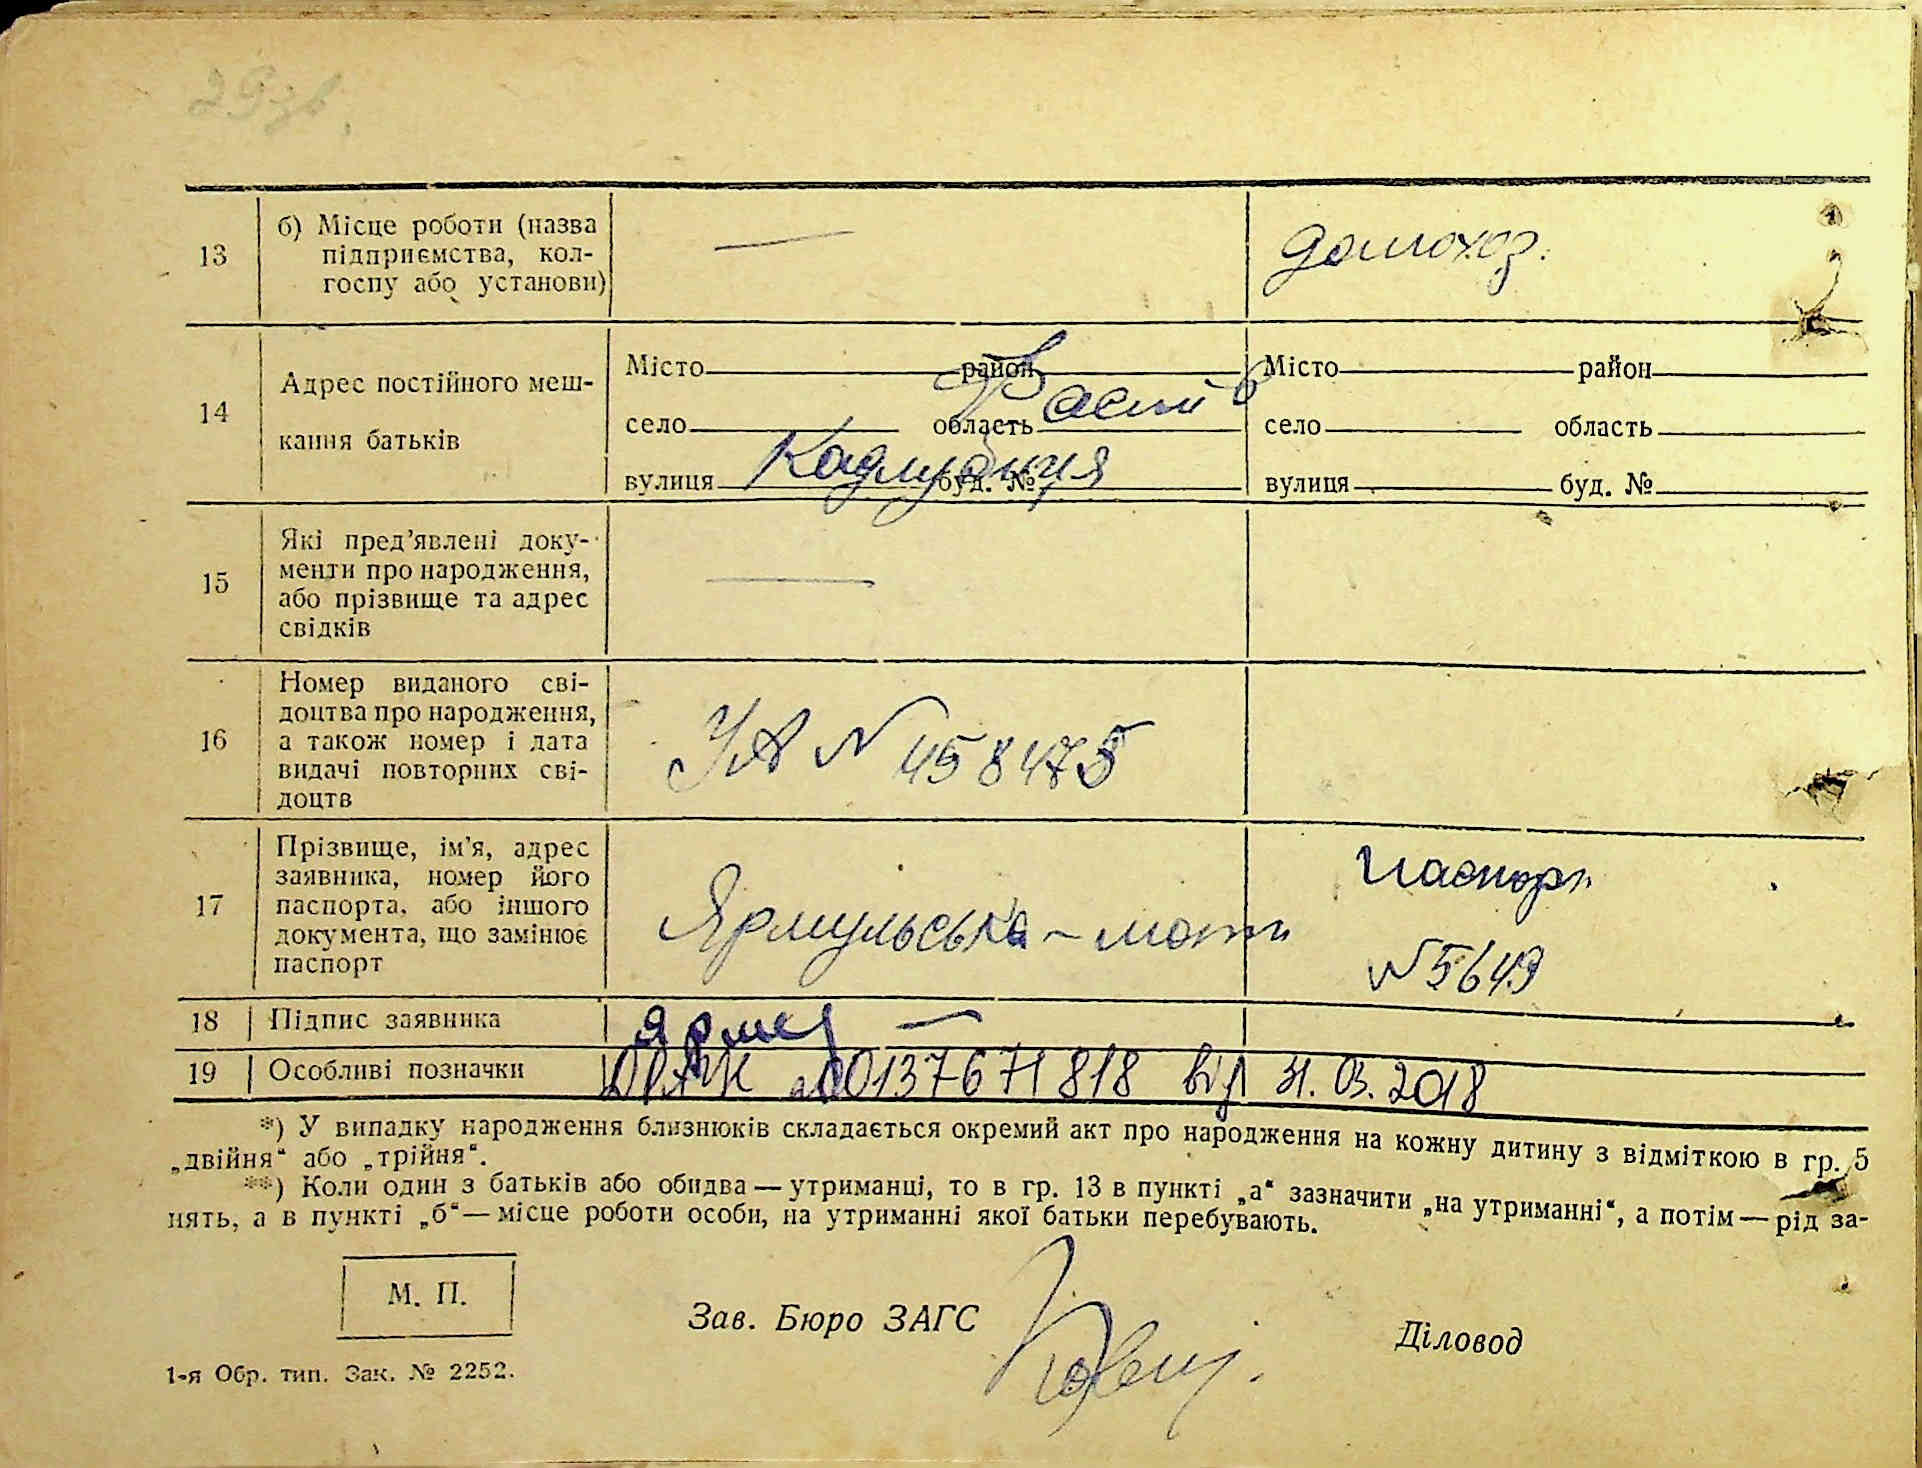 29зв.
13
б) Місце роботи (назва
підприємства, кол-
госпу або установи)
—
домохоз.
14
Адрес постійного меш-
кання батьків
Місто район
село область
вулиця буд. №
Фастів
Кадлубиця
Місто район
село область
вулиця буд. №
15
Які пред’явлені доку-
менти про народження,
або прізвище та адрес
свідків
—
16
Номер виданого сві-
доцтва про народження,
а також номер і дата
видачі повторних сві-
доцтв
УА N 458475
17
Прізвище, ім’я, адрес
заявника, номер його
паспорта, або іншого
документа, що замінює
паспорт
Ярмульська – мати
паспорт
N 5649
18
Підпис заявника
—
19
Особливі позначки
00137671818 від 31.03.2018
*) У випадку народження близнюків складається окремий акт про народження на кожну дитину з відміткою в гр. 5
„двійня“ або „трійня“.
**) Коли один з батьків або обидва — утриманці, то в гр. 13 в пункті „а“ зазначити „на утриманні“, а потім — рід за-
нять, а в пункті „б“ — місце роботи особи, на утриманні якої батьки перебувають.
М. П.
Зав. Бюро ЗАГС
Діловод
1-я Обр. тип. Зак. № 2252.